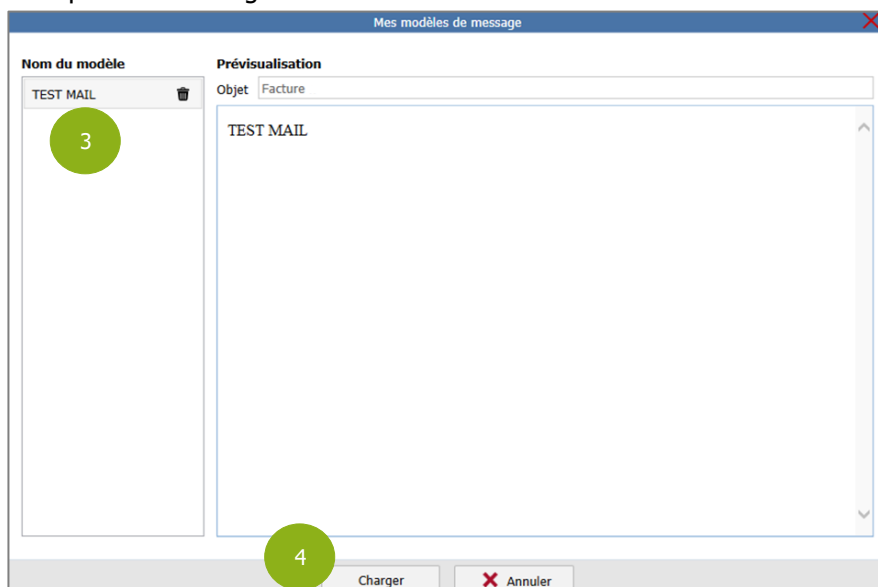 Mes modèles de message
Nom du modèle
Prévisualisation
TEST MAIL
Objet Facture
TEST MAIL
3
4
Charger
Annuler